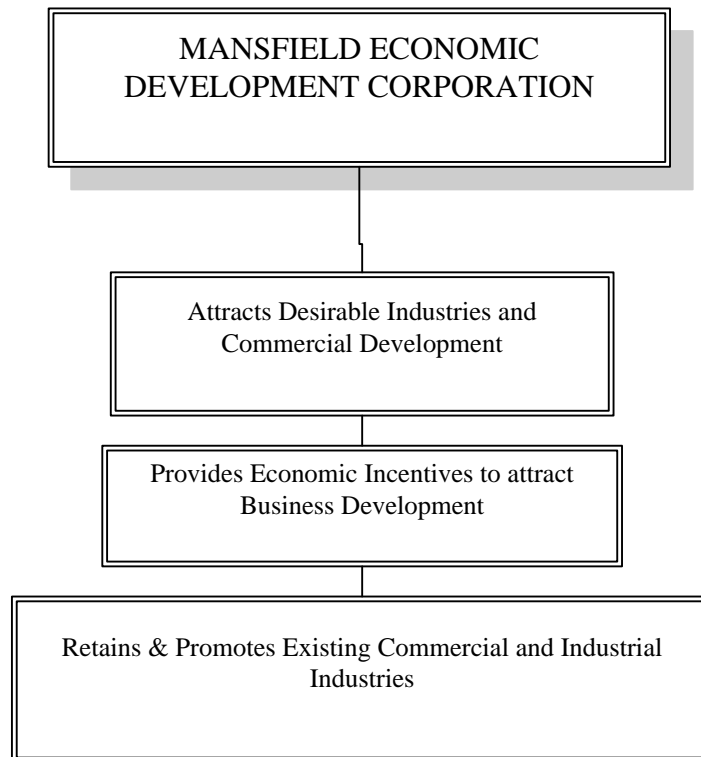 MANSFIELD ECONOMIC
DEVELOPMENT CORPORATION
Attracts Desirable Industries and
Commercial Development
Provides Economic Incentives to attract
Business Development
Retains & Promotes Existing Commercial and Industrial
Industries